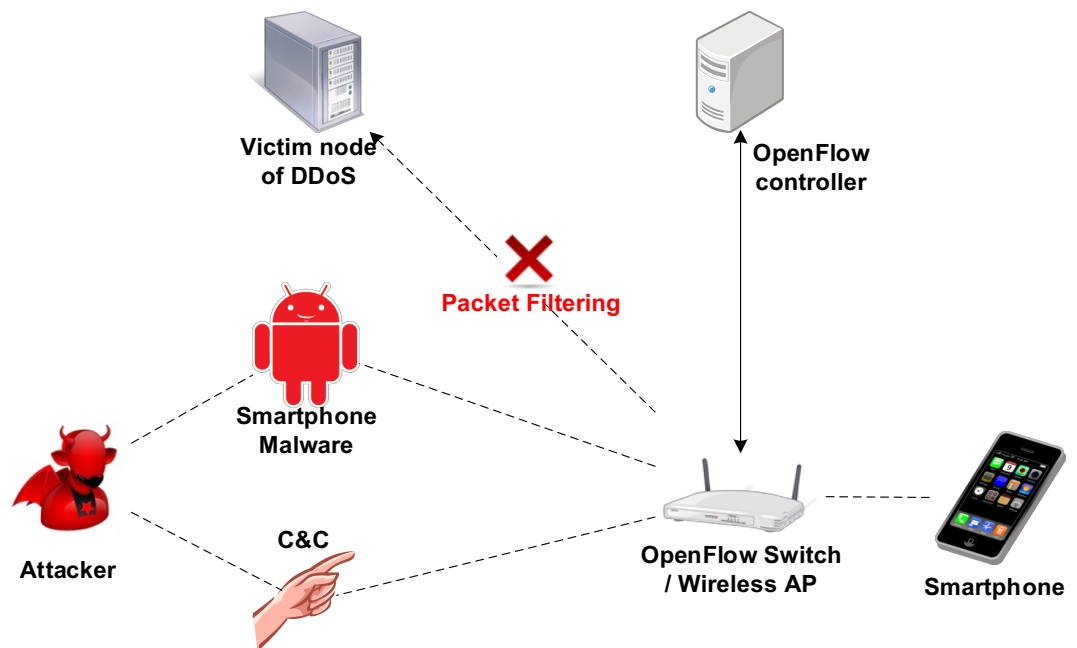 Victim node
of DDoS
OpenFlow
controller
Packet Filtering
Smartphone
Malware
Attacker
C&C
OpenFlow Switch
/ Wireless AP
Smartphone